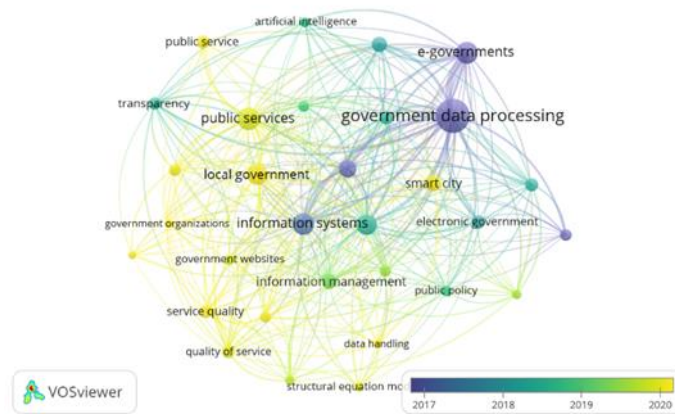 artificial intelligence
public service
e-governments
transparency
public services
government data processing
local government
smart city
government organizations
information systems
electronic government
government websites
information management
public policy
service quality
data handling
quality of service
structural equation mo
VOSviewer
2017 2018 2019 2020